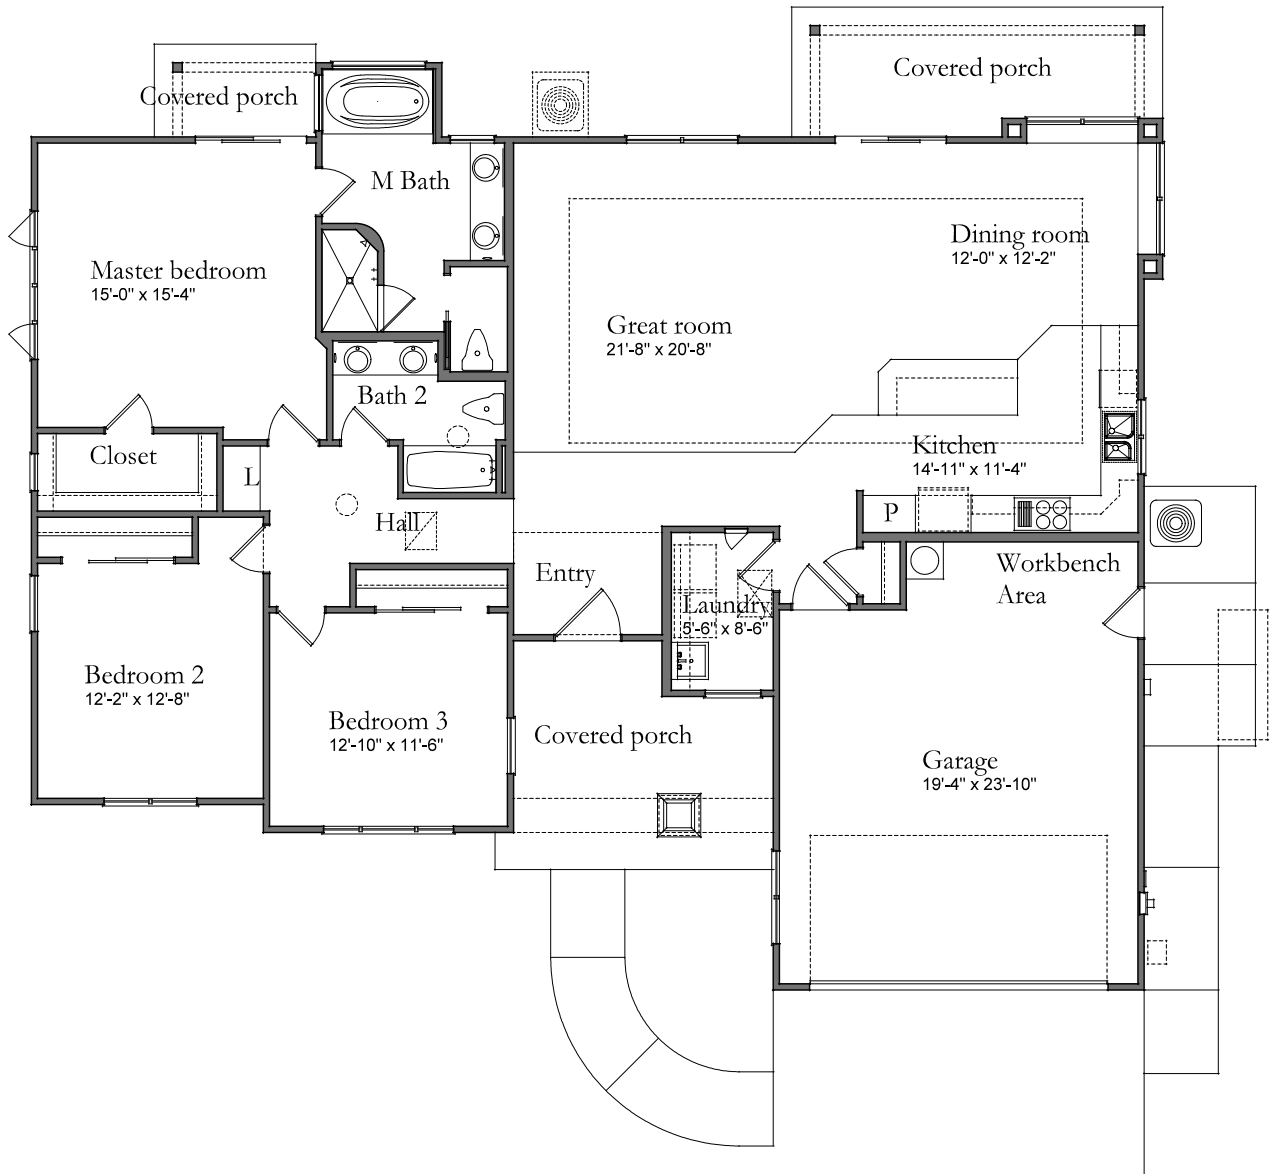 Covered porch
Covered porch
M Bath
Dining room
12'-0" x 12'-2"
Master bedroom
15'-0" x 15'-4"
Great room
21'-8" x 20'-8"
Bath 2
Closet
Kitchen
14'-11" x 11'-4"
L
P
Hall
Entry
Workbench
Area
Laundry
5'-6" x 8'-6"
Bedroom 2
12'-2" x 12'-8"
Bedroom 3
12'-10" x 11'-6"
Covered porch
Garage
19'-4" x 23'-10"